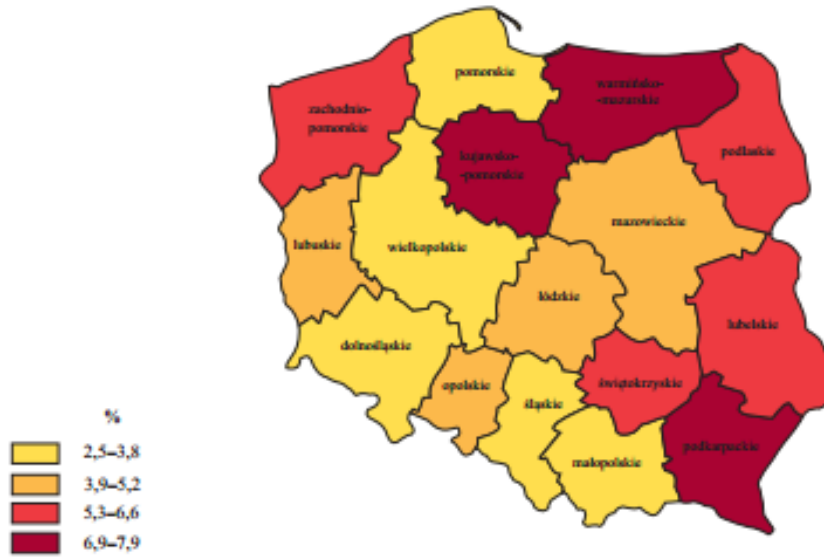 pomorskie
warmińsko-
-mazurskie
zachodnio-
pomorskie
podlaskie
kujawsko-
-pomorskie
mazowieckie
lubuskie
wielkopolskie
łódzkie
lubelskie
dolnośląskie
opolskie
śląskie
świętokrzyskie
podkarpackie
małopolskie
%
2,5–3,8
3,9–5,2
5,3–6,6
6,9–7,9